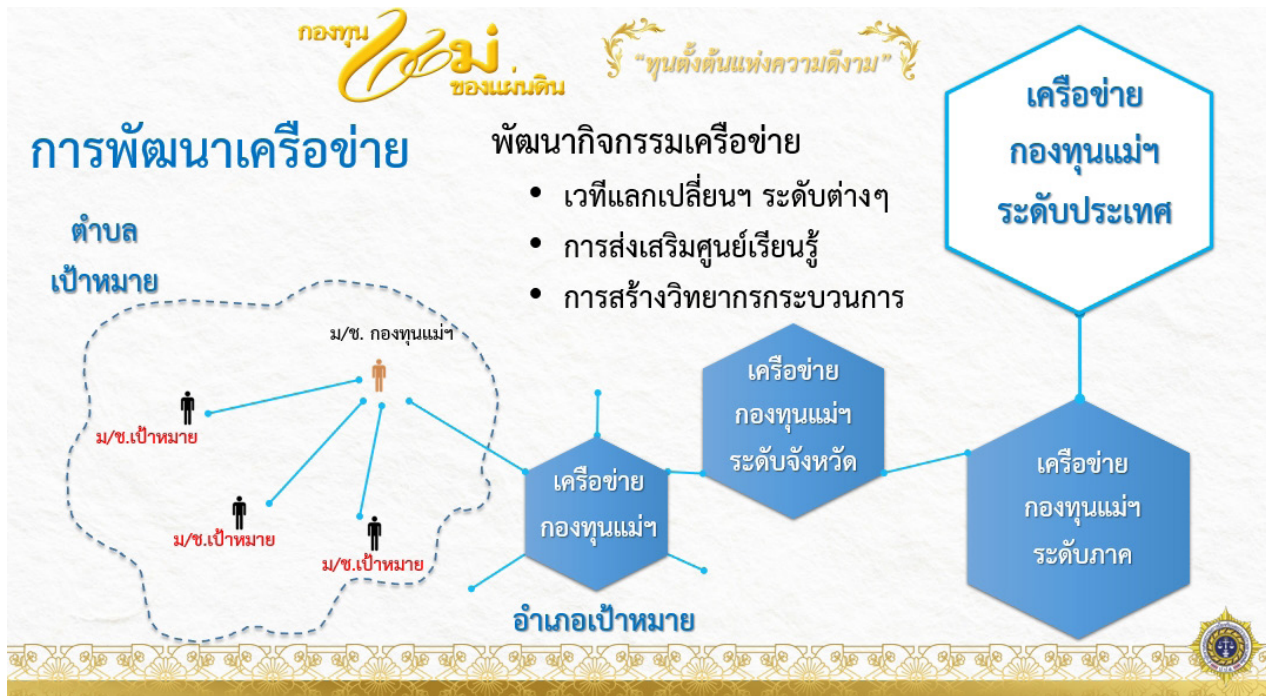 กองทุน
แม่
ของแผ่นดิน
"ทุนตั้งต้นแห่งความดีงาม"
การพัฒนาเครือข่าย
พัฒนากิจกรรมเครือข่าย
• เวทีแลกเปลี่ยนฯ ระดับต่างๆ
• การส่งเสริมศูนย์เรียนรู้
• การสร้างวิทยากรกระบวนการ
ตำบล
เป้าหมาย
ม/ช. กองทุนแม่ฯ
ม/ช.เป้าหมาย
ม/ช.เป้าหมาย
ม/ช.เป้าหมาย
เครือข่าย
กองทุนแม่ฯ
อำเภอเป้าหมาย
เครือข่าย
กองทุนแม่ฯ
ระดับจังหวัด
เครือข่าย
กองทุนแม่ฯ
ระดับภาค
เครือข่าย
กองทุนแม่ฯ
ระดับประเทศ